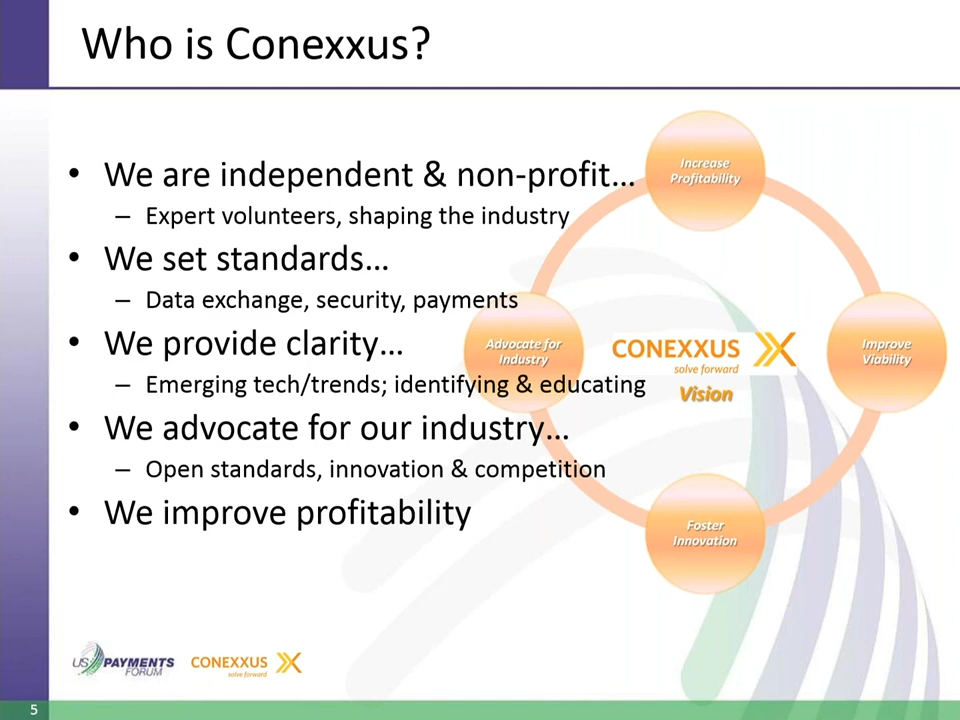 Who is Conexxus?
• We are independent & non-profit…
– Expert volunteers, shaping the industry
• We set standards…
– Data exchange, security, payments
• We provide clarity…
– Emerging tech/trends; identifying & educating
• We advocate for our industry…
– Open standards, innovation & competition
• We improve profitability
Increase
Profitability
Advocate for
Industry
CONEXXUS
solve forward
Vision
Improve
Viability
Foster
Innovation
US PAYMENTS
FORUM
CONEXXUS
solve forward
5